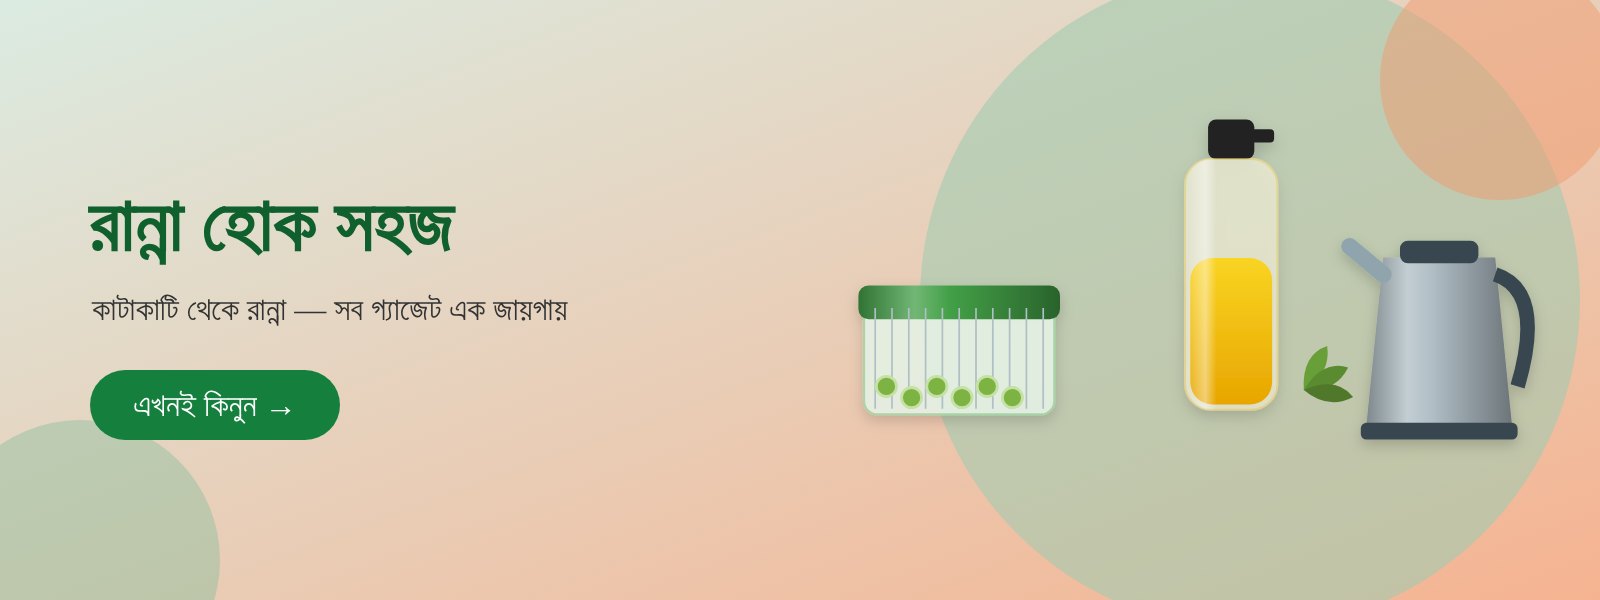 রান্না হোক সহজ
কাটাকাটি থেকে রান্না — সব গ্যাজেট এক জায়গায়
এখনই কিনুন →